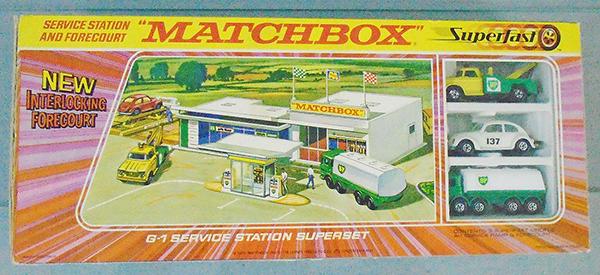 SERVICE STATION
AND FORECOURT
"MATCHBOX"
Superfast
NEW
INTERLOCKING
FORECOURT
"MATCHBOX"
BP
137
BP
G-1 SERVICE STATION SUPERSET